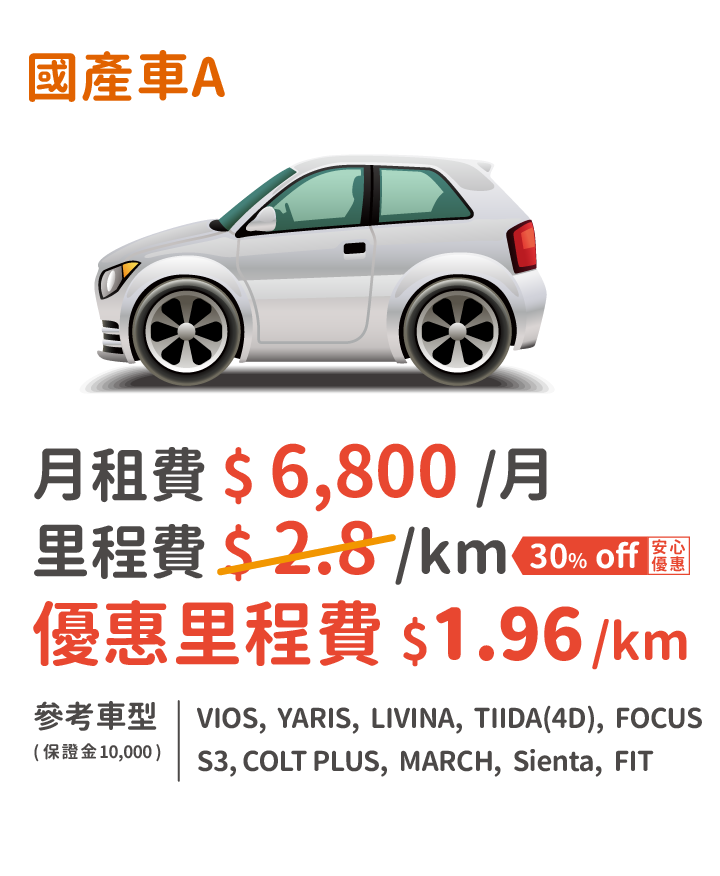 國產車A
月租費 $ 6,800 /月
里程費 $ 2.8 /km 30% off 安心優惠
優惠里程費 $1.96/km
參考車型
(保證金10,000)
VIOS, YARIS, LIVINA, TIIDA(4D), FOCUS
S3, COLT PLUS, MARCH, Sienta, FIT